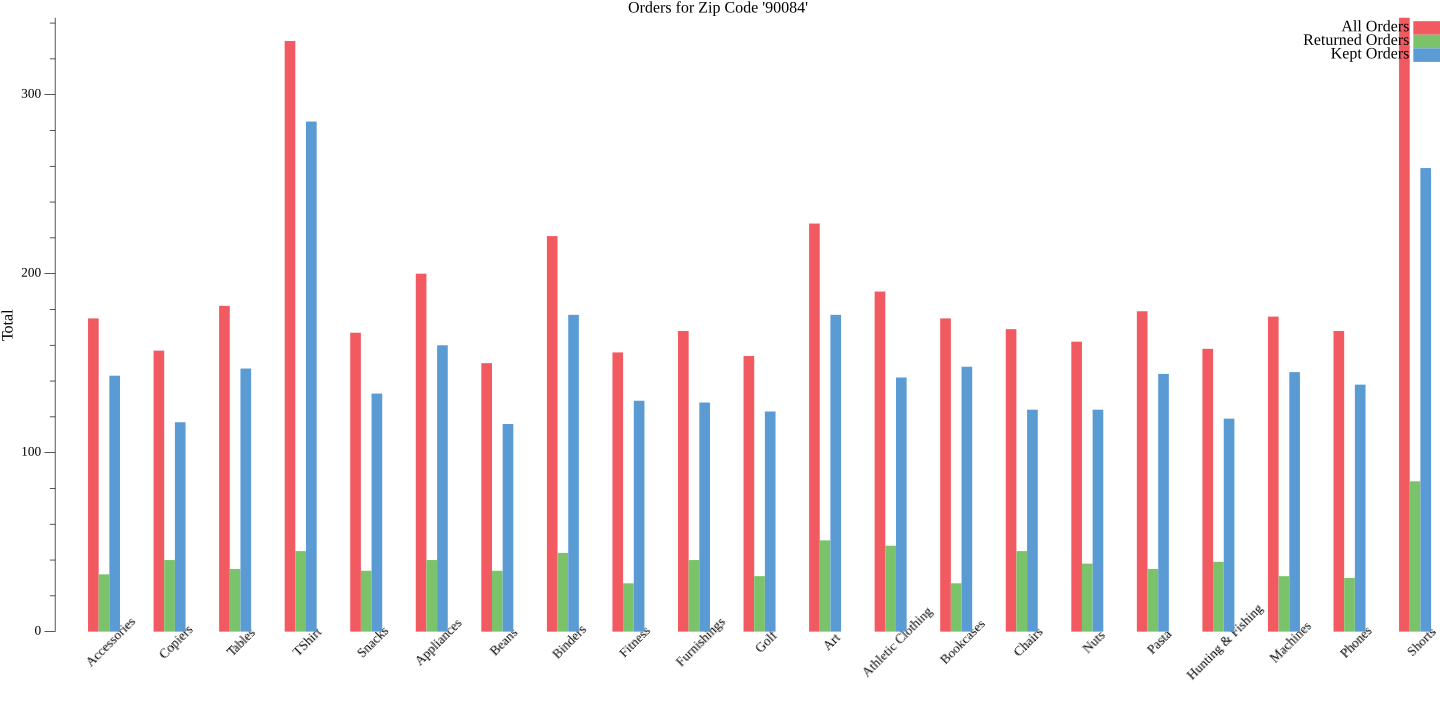 Orders for Zip Code '90084'
All Orders
Returned Orders
Kept Orders
Total
300
200
100
0
Accessories
Copiers
Tables
TShirt
Snacks
Appliances
Beans
Binders
Fitness
Furnishings
Golf
Art
Athletic Clothing
Bookcases
Chairs
Nuts
Pasta
Hunting & Fishing
Machines
Phones
Shorts